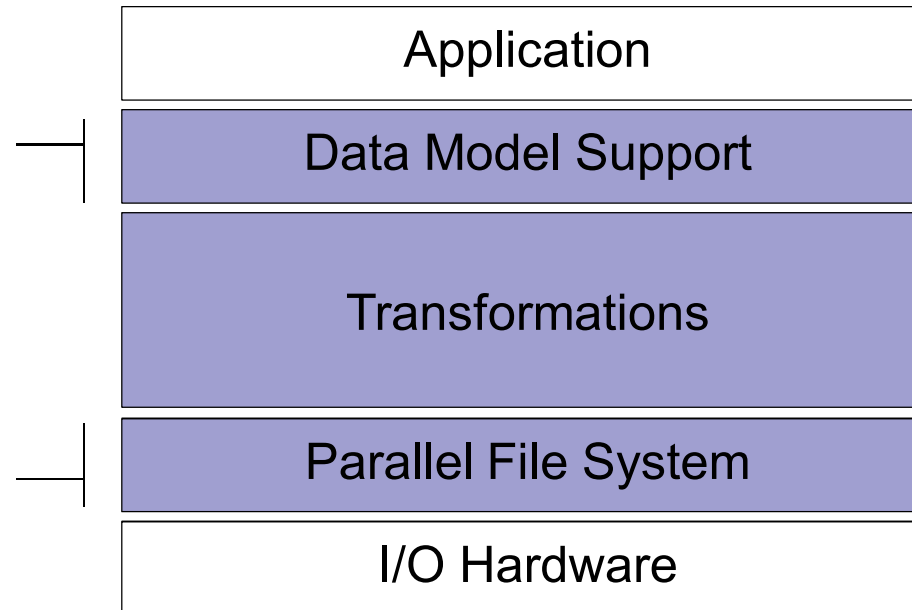 Application
Data Model Support
Transformations
Parallel File System
I/O Hardware